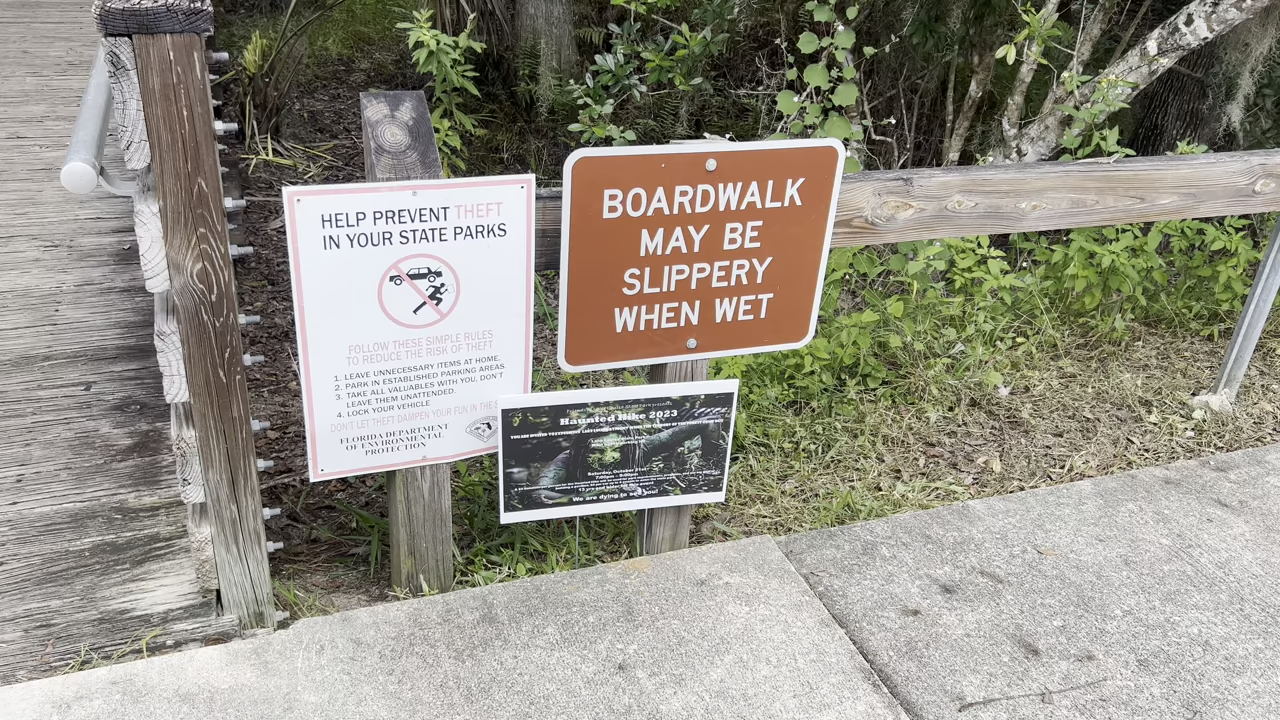 HELP PREVENT THEFT
IN YOUR STATE PARKS
FOLLOW THESE SIMPLE RULES
TO REDUCE THE RISK OF THEFT
1. LEAVE UNNECESSARY ITEMS AT HOME.
2. PARK IN ESTABLISHED PARKING AREAS.
3. TAKE ALL VALUABLES WITH YOU, DON'T
LEAVE THEM UNATTENDED.
4. LOCK YOUR VEHICLE
DON'T LET THEFT DAMPEN YOUR FUN IN THE
FLORIDA DEPARTMENT
OF ENVIRONMENTAL
PROTECTION
BOARDWALK
MAY BE
SLIPPERY
WHEN WET
Haunted Hike 2023
Saturday, October 21st
We are dying to see you!